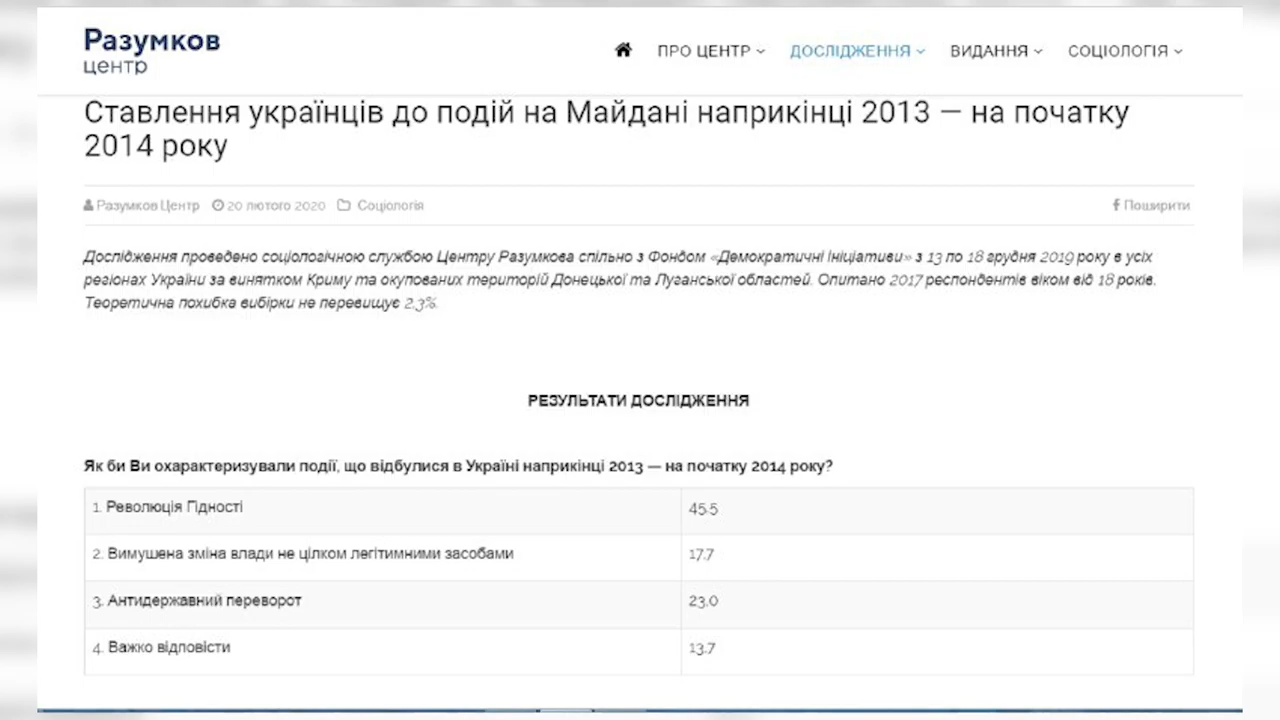 Разумков
центр
ПРО ЦЕНТР
ДОСЛІДЖЕННЯ
ВИДАННЯ
СОЦІОЛОГІЯ
Ставлення українців до подій на Майдані наприкінці 2013 — на початку
2014 року
Разумков Центр
20 лютого 2020
Соціологія
Поширити
Дослідження проведено соціологічною службою Центру Разумкова спільно з Фондом «Демократичні Ініціативи» з 13 по 18 грудня 2019 року в усіх
регіонах України за винятком Криму та окупованих територій Донецької та Луганської областей. Опитано 2017 респондентів віком від 18 років.
Теоретична похибка вибірки не перевищує 2,3%.
РЕЗУЛЬТАТИ ДОСЛІДЖЕННЯ
Як би Ви охарактеризували події, що відбулися в Україні наприкінці 2013 — на початку 2014 року?
1. Революція Гідності 45.5
2. Вимушена зміна влади не цілком легітимними засобами 17.7
3. Антидержавний переворот 23.0
4. Важко відповісти 13.7